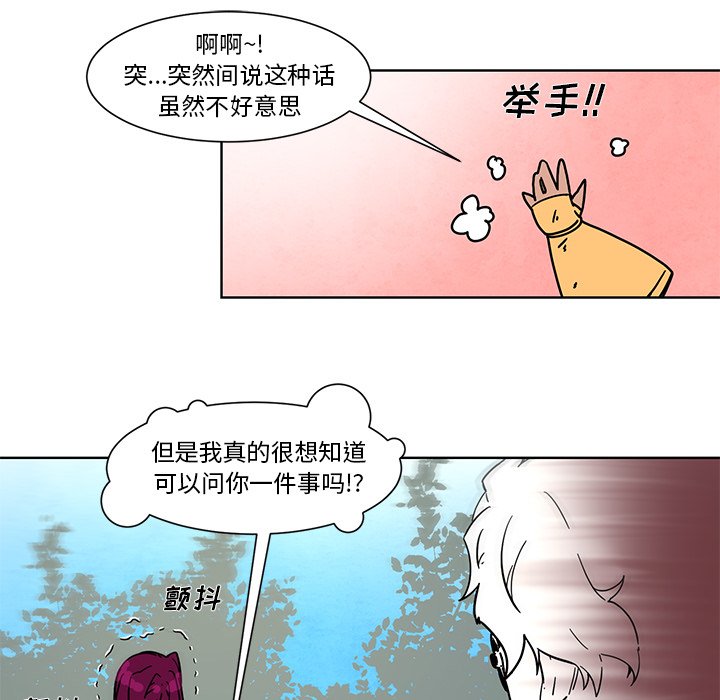 啊啊~!
突...突然间说这种话
虽然不好意思
举手!!
但是我真的很想知道
可以问你一件事吗!?
颤抖